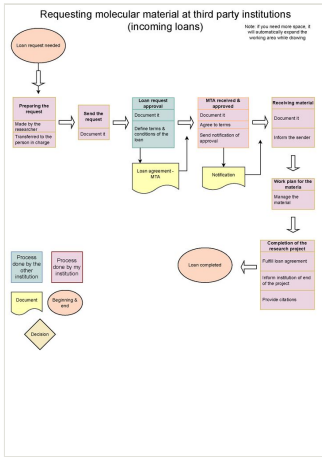 Requesting molecular material at third party institutions
(incoming loans)
Note: if you need more space, it
will automatically expand the
working area while drawing
Loan request needed
Preparing the
request
Made by the
researcher
Transferred to the
person in charge
Send the
request
Document it
Loan request
approval
Document it
Define terms &
conditions of the
loan
Loan agreement -
MTA
MTA received &
approved
Document it
Agree to terms
Send notification of
approval
Notification
Receiving material
Document it
Inform the sender
Work plan for the
materia
Manage the
material
Completion of the
research project
Fulfill loan agreement
Inform institution of end
of the project
Provide citations
Loan completed
Process
done by the
other
institution
Process
done by my
institution
Document
Beginning &
end
Decision